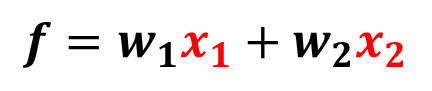 f = w₁x₁ + w₂x₂